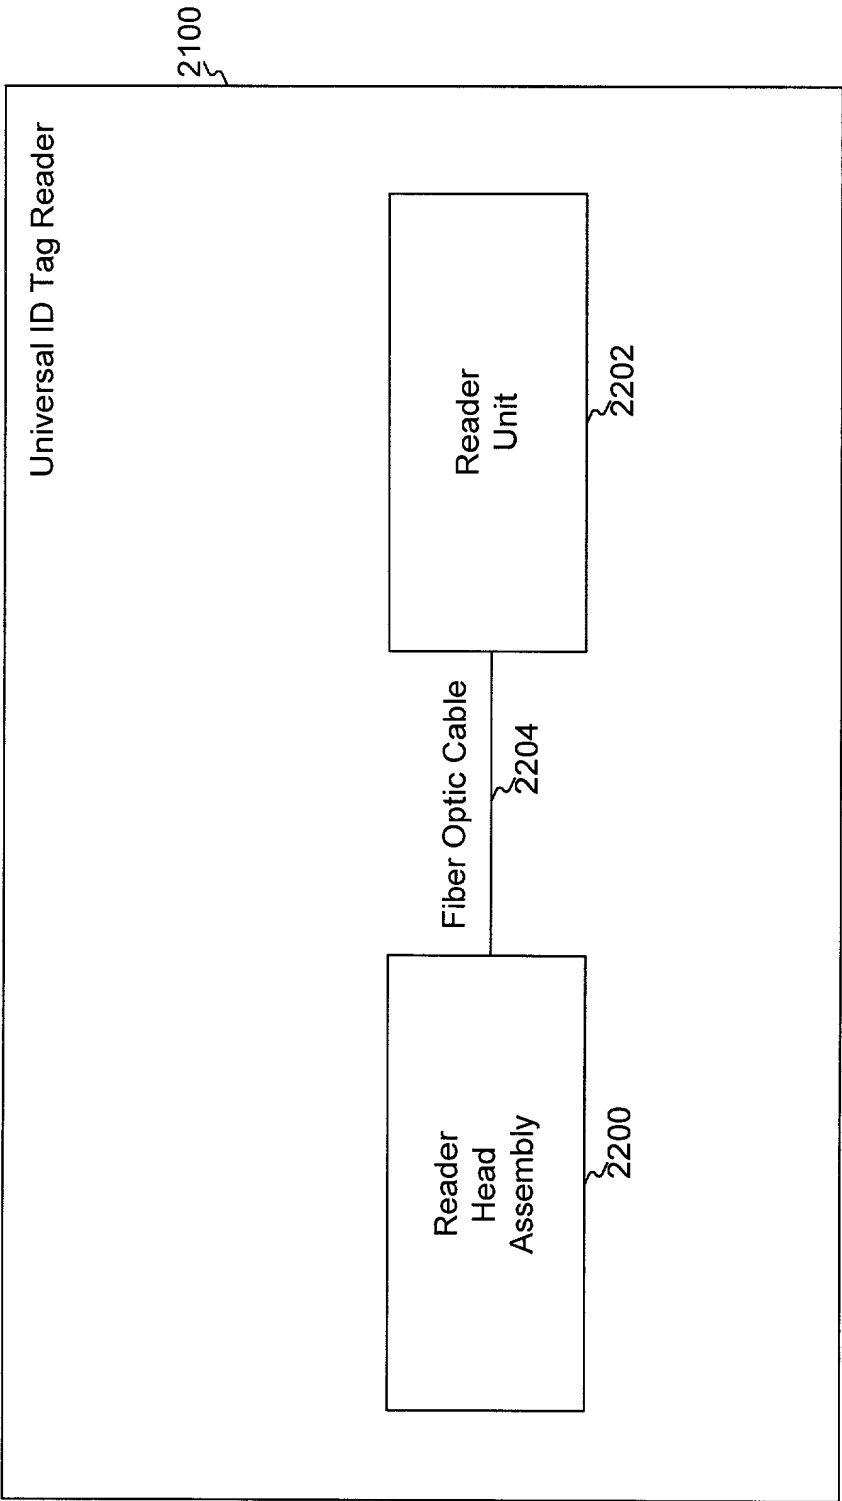 2100
Universal ID Tag Reader
Reader
Head
Assembly
2200
Fiber Optic Cable
2204
Reader
Unit
2202